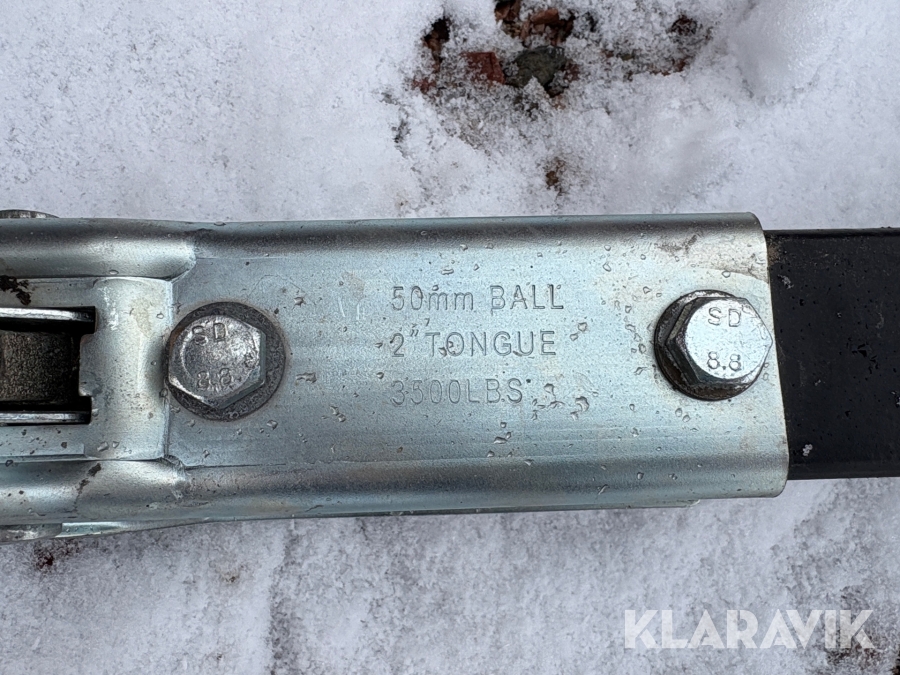 50mm BALL
2" TONGUE
3500LBS
SD
8.8
SD
8.8
KLARAVIK